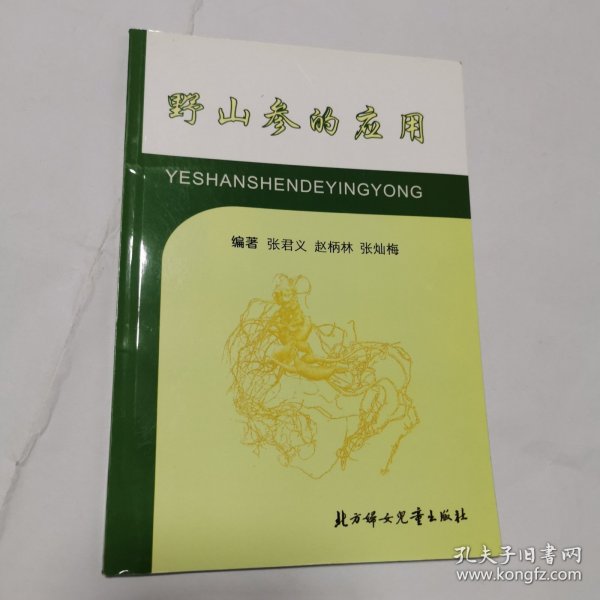 野山参的应用
YESHANSHENDEYINGYONG
编著 张君义 赵柄林 张灿梅
北方妇女儿童出版社
孔夫子旧书网
www.kongfz.com